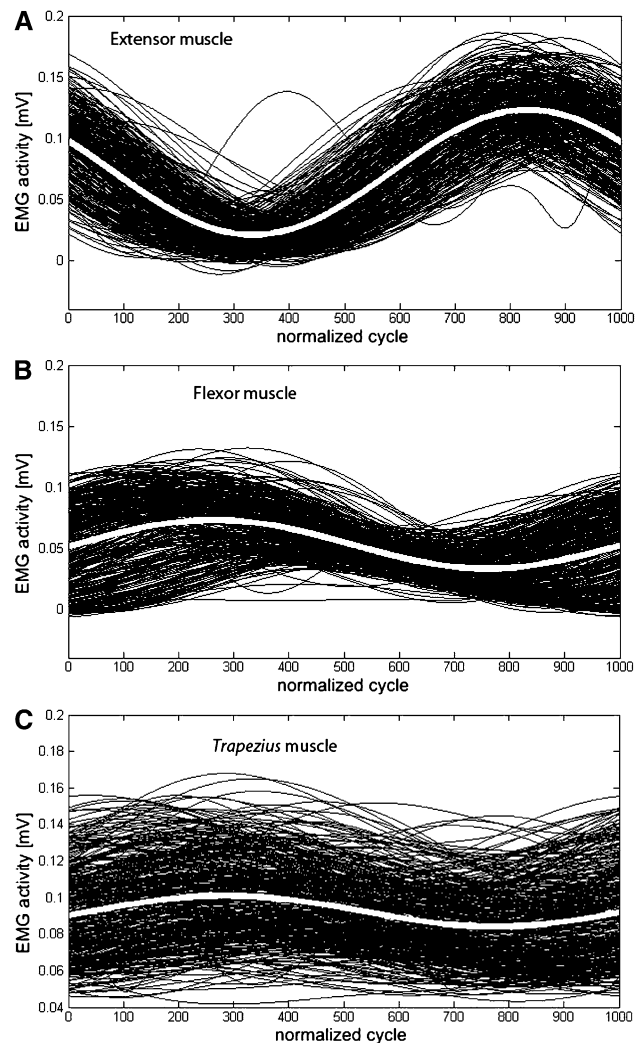 A
Extensor muscle
EMG activity [mV]
0.2
0.15
0.1
0.05
0
0 100 200 300 400 500 600 700 800 900 1000
normalized cycle
B
Flexor muscle
EMG activity [mV]
0.2
0.15
0.1
0.05
0
0 100 200 300 400 500 600 700 800 900 1000
normalized cycle
C
Trapezius muscle
EMG activity [mV]
0.2
0.18
0.16
0.14
0.12
0.1
0.08
0.06
0.04
0 100 200 300 400 500 600 700 800 900 1000
normalized cycle